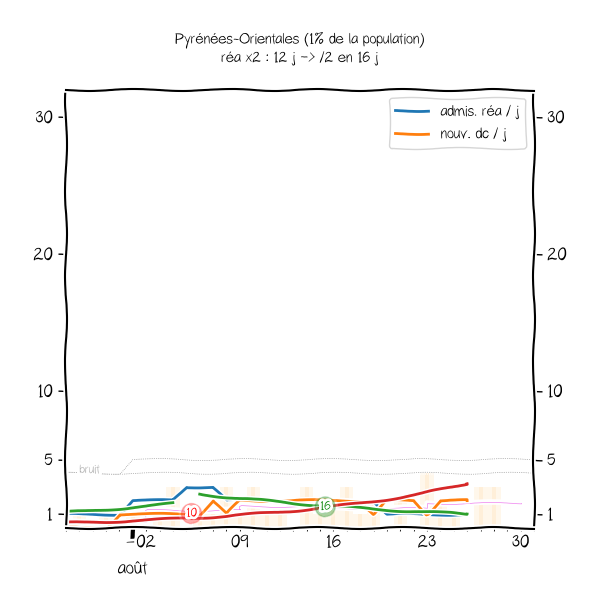 Pyrénées-Orientales (1% de la population)
réa x2 : 12 j -> /2 en 16 j
admis. réa / j
nouv. dc / j
30
30
20
20
10
10
5
5
bruit
1
1
10
16
02
09
16
23
30
août